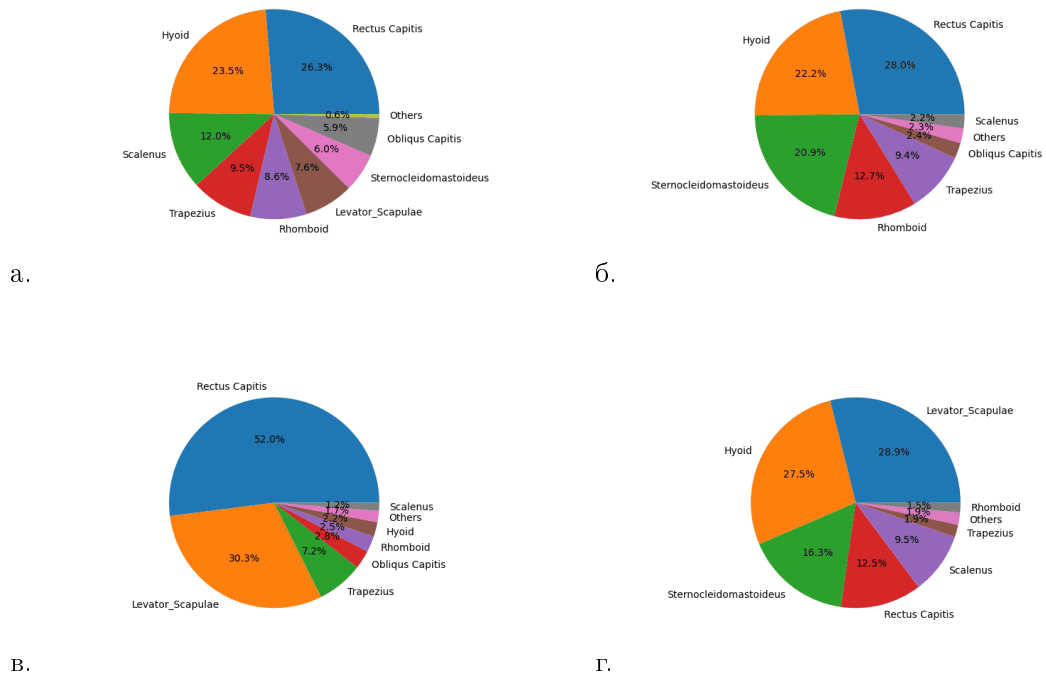 Rectus Capitis
Hyoid
26.3%
23.5%
0.6%
Others
5.9%
12.0%
Obliqus Capitis
6.0%
Scalenus
7.6%
9.5%
8.6%
Sternocleidomastoideus
Trapezius
Levator_Scapulae
Rhomboid
а.
Rectus Capitis
Hyoid
28.0%
22.2%
2.2%
Scalenus
2.3%
Others
2.4%
20.9%
9.4%
Obliqus Capitis
12.7%
Sternocleidomastoideus
Trapezius
Rhomboid
б.
Rectus Capitis
52.0%
1.2%
Scalenus
1.7%
Others
2.2%
2.5%
Hyoid
2.8%
Rhomboid
7.2%
30.3%
Obliqus Capitis
Trapezius
Levator_Scapulae
в.
Levator_Scapulae
Hyoid
28.9%
27.5%
1.5%
Rhomboid
1.9%
Others
1.9%
Trapezius
9.5%
16.3%
12.5%
Scalenus
Sternocleidomastoideus
Rectus Capitis
г.